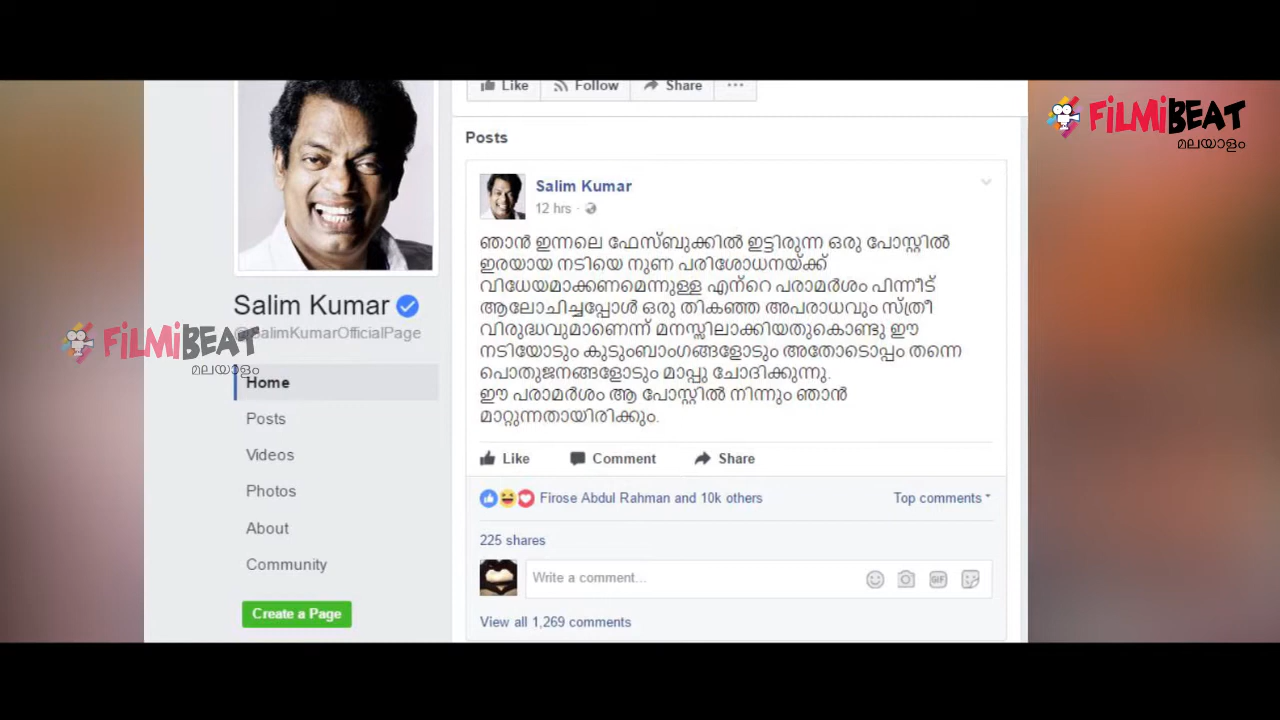 Like Follow Share ...
FiLMiBEAT
മലയാളം
Posts
Salim Kumar
12 hrs ·
ഞാൻ ഇന്നലെ ഫേസ്ബുക്കിൽ ഇട്ടിരുന്ന ഒരു പോസ്റ്റിൽ
ഇരയായ നടിയെ നുണ പരിശോധനയ്ക്ക്
വിധേയമാക്കണമെന്നുള്ള എന്റെ പരാമർശം പിന്നീട്
ആലോചിച്ചപ്പോൾ ഒരു തികഞ്ഞ അപരാധവും സ്ത്രീ
വിരുദ്ധവുമാണെന്ന് മനസ്സിലാക്കിയതുകൊണ്ടു ഈ
നടിയോടും കുടുംബാംഗങ്ങളോടും അതോടൊപ്പം തന്നെ
പൊതുജനങ്ങളോടും മാപ്പു ചോദിക്കുന്നു.
ഈ പരാമർശം ആ പോസ്റ്റിൽ നിന്നും ഞാൻ
മാറ്റുന്നതായിരിക്കും.
Like Comment Share
Firose Abdul Rahman and 10k others Top comments
225 shares
Write a comment...
GIF
View all 1,269 comments
Salim Kumar
@SalimKumarOfficialPage
FiLMiBEAT
മലയാളം
Home
Posts
Videos
Photos
About
Community
Create a Page